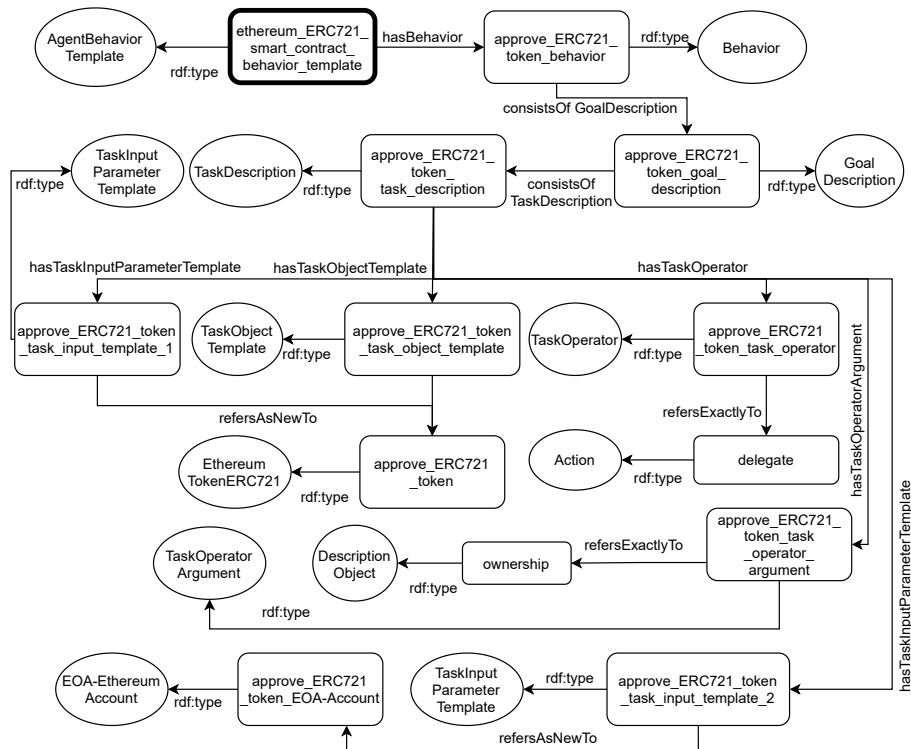 AgentBehavior
Template
rdf:type
ethereum_ERC721_
smart_contract_
behavior_template
hasBehavior
approve_ERC721_
token_behavior
rdf:type
Behavior
consistsOf GoalDescription
TaskInput
Parameter
Template
rdf:type
TaskDescription
rdf:type
approve_ERC721_
token_
task_description
consistsOf
TaskDescription
approve_ERC721_
token_goal_
description
rdf:type
Goal
Description
hasTaskInputParameterTemplate
hasTaskObjectTemplate
hasTaskOperator
approve_ERC721_token
_task_input_template_1
TaskObject
Template
rdf:type
approve_ERC721_token
_task_object_template
TaskOperator
rdf:type
approve_ERC721
_token_task_operator
hasTaskOperatorArgument
refersAsNewTo
refersExactlyTo
Ethereum
TokenERC721
rdf:type
approve_ERC721
_token
Action
rdf:type
delegate
hasTaskInputParameterTemplate
TaskOperator
Argument
rdf:type
Description
Object
rdf:type
ownership
refersExactlyTo
approve_ERC721_
token_task
_operator_
argument
EOA-Ethereum
Account
rdf:type
approve_ERC721
_token_EOA-Account
TaskInput
Parameter
Template
rdf:type
approve_ERC721_token
_task_input_template_2
refersAsNewTo